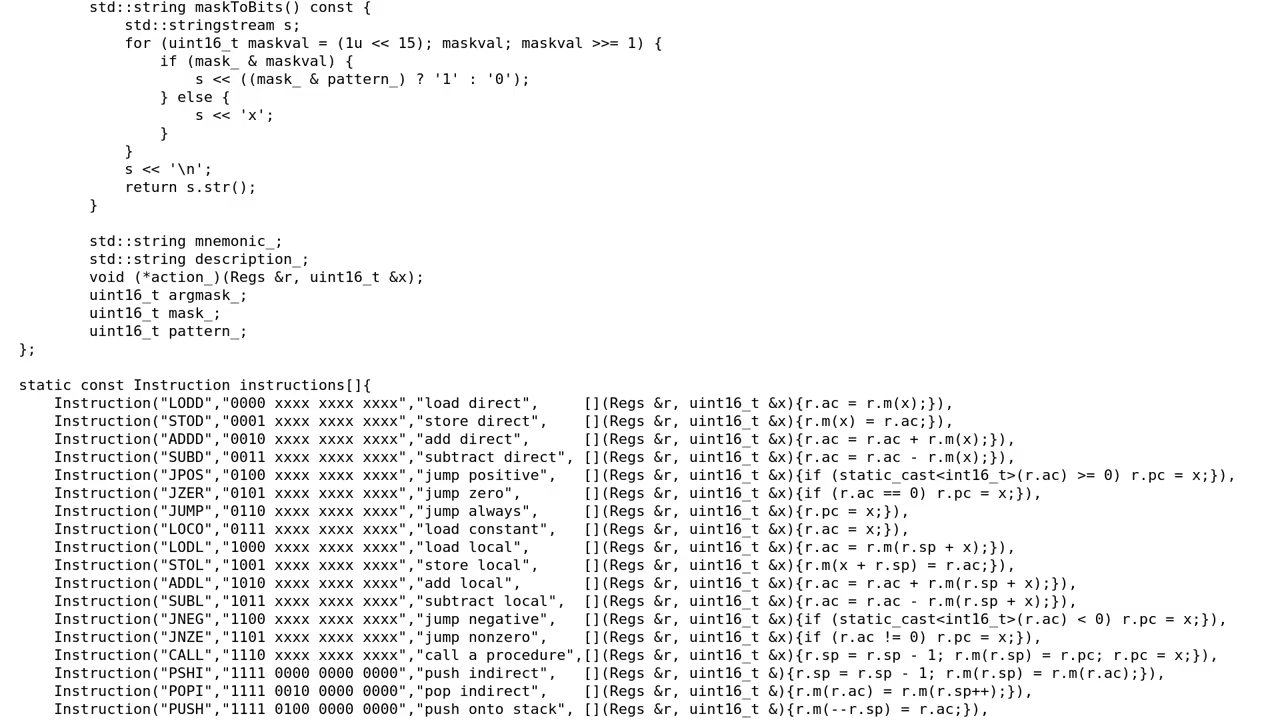 std::string maskToBits() const {
            std::stringstream s;
            for (uint16_t maskval = (1u << 15); maskval; maskval >>= 1) {
                if (mask_ & maskval) {
                    s << ((mask_ & pattern_) ? '1' : '0');
                } else {
                    s << 'x';
                }
            }
            s << '\n';
            return s.str();
        }

        std::string mnemonic_;
        std::string description_;
        void (*action_)(Regs &r, uint16_t &x);
        uint16_t argmask_;
        uint16_t mask_;
        uint16_t pattern_;
};

static const Instruction instructions[]{
    Instruction("LODD","0000 xxxx xxxx xxxx","load direct",     [](Regs &r, uint16_t &x){r.ac = r.m(x);}),
    Instruction("STOD","0001 xxxx xxxx xxxx","store direct",    [](Regs &r, uint16_t &x){r.m(x) = r.ac;}),
    Instruction("ADDD","0010 xxxx xxxx xxxx","add direct",      [](Regs &r, uint16_t &x){r.ac = r.ac + r.m(x);}),
    Instruction("SUBD","0011 xxxx xxxx xxxx","subtract direct", [](Regs &r, uint16_t &x){r.ac = r.ac - r.m(x);}),
    Instruction("JPOS","0100 xxxx xxxx xxxx","jump positive",   [](Regs &r, uint16_t &x){if (static_cast<int16_t>(r.ac) >= 0) r.pc = x;}),
    Instruction("JZER","0101 xxxx xxxx xxxx","jump zero",       [](Regs &r, uint16_t &x){if (r.ac == 0) r.pc = x;}),
    Instruction("JUMP","0110 xxxx xxxx xxxx","jump always",     [](Regs &r, uint16_t &x){r.pc = x;}),
    Instruction("LOCO","0111 xxxx xxxx xxxx","load constant",   [](Regs &r, uint16_t &x){r.ac = x;}),
    Instruction("LODL","1000 xxxx xxxx xxxx","load local",      [](Regs &r, uint16_t &x){r.ac = r.m(r.sp + x);}),
    Instruction("STOL","1001 xxxx xxxx xxxx","store local",     [](Regs &r, uint16_t &x){r.m(x + r.sp) = r.ac;}),
    Instruction("ADDL","1010 xxxx xxxx xxxx","add local",       [](Regs &r, uint16_t &x){r.ac = r.ac + r.m(r.sp + x);}),
    Instruction("SUBL","1011 xxxx xxxx xxxx","subtract local",  [](Regs &r, uint16_t &x){r.ac = r.ac - r.m(r.sp + x);}),
    Instruction("JNEG","1100 xxxx xxxx xxxx","jump negative",   [](Regs &r, uint16_t &x){if (static_cast<int16_t>(r.ac) < 0) r.pc = x;}),
    Instruction("JNZE","1101 xxxx xxxx xxxx","jump nonzero",    [](Regs &r, uint16_t &x){if (r.ac != 0) r.pc = x;}),
    Instruction("CALL","1110 xxxx xxxx xxxx","call a procedure",[](Regs &r, uint16_t &x){r.sp = r.sp - 1; r.m(r.sp) = r.pc; r.pc = x;}),
    Instruction("PSHI","1111 0000 0000 0000","push indirect",   [](Regs &r, uint16_t &){r.sp = r.sp - 1; r.m(r.sp) = r.m(r.ac);}),
    Instruction("POPI","1111 0010 0000 0000","pop indirect",    [](Regs &r, uint16_t &){r.m(r.ac) = r.m(r.sp++);}),
    Instruction("PUSH","1111 0100 0000 0000","push onto stack", [](Regs &r, uint16_t &){r.m(--r.sp) = r.ac;}),